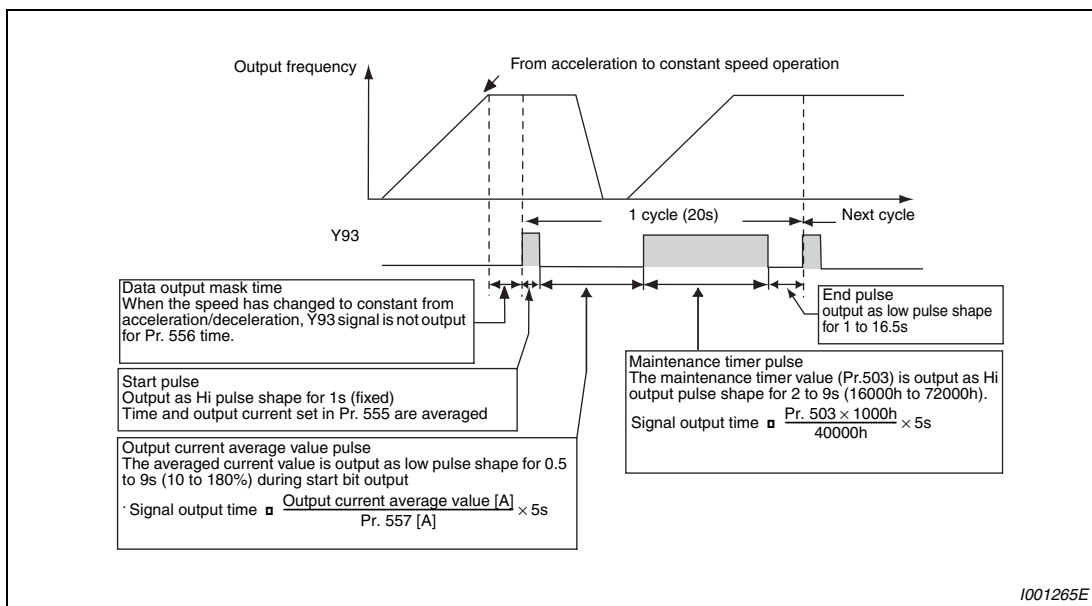 Output frequency
From acceleration to constant speed operation
1 cycle (20s)
Next cycle
Y93
Data output mask time
When the speed has changed to constant from
acceleration/deceleration, Y93 signal is not output
for Pr. 556 time.
End pulse
output as low pulse shape
for 1 to 16.5s
Start pulse
Output as Hi pulse shape for 1s (fixed)
Time and output current set in Pr. 555 are averaged
Maintenance timer pulse
The maintenance timer value (Pr.503) is output as Hi
output pulse shape for 2 to 9s (16000h to 72000h).
Signal output time Pr. 503 × 1000h
40000h × 5s
Output current average value pulse
The averaged current value is output as low pulse shape for 0.5
to 9s (10 to 180%) during start bit output
· Signal output time Output current average value [A]
Pr. 557 [A] × 5s
I001265E